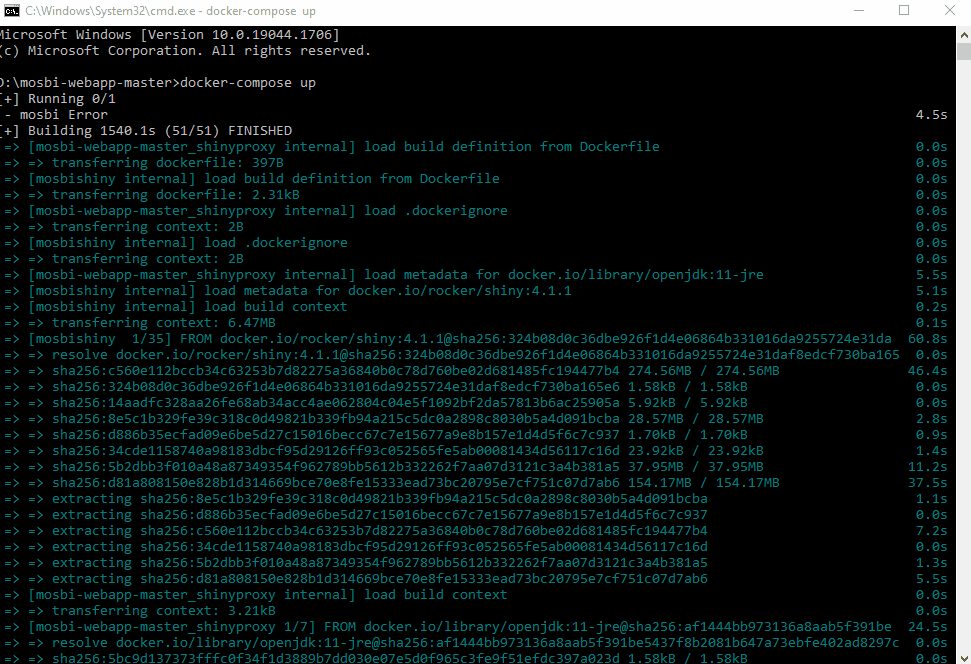 C:\Windows\System32\cmd.exe - docker-compose up
Microsoft Windows [Version 10.0.19044.1706]
(c) Microsoft Corporation. All rights reserved.
D:\mosbi-webapp-master>docker-compose up
[+] Running 0/1
- mosbi Error 4.5s
[+] Building 1540.1s (51/51) FINISHED
=> [mosbi-webapp-master_shinyproxy internal] load build definition from Dockerfile 0.0s
=> => transferring dockerfile: 397B 0.0s
=> [mosbishiny internal] load build definition from Dockerfile 0.0s
=> => transferring dockerfile: 2.31kB 0.0s
=> [mosbi-webapp-master_shinyproxy internal] load .dockerignore 0.0s
=> => transferring context: 2B 0.0s
=> [mosbishiny internal] load .dockerignore 0.0s
=> => transferring context: 2B 0.0s
=> [mosbi-webapp-master_shinyproxy internal] load metadata for docker.io/library/openjdk:11-jre 5.5s
=> [mosbishiny internal] load metadata for docker.io/rocker/shiny:4.1.1 5.1s
=> [mosbishiny internal] load build context 0.2s
=> => transferring context: 6.47MB 0.1s
=> [mosbishiny 1/35] FROM docker.io/rocker/shiny:4.1.1@sha256:324b08d0c36dbe926f1d4e06864b331016da9255724e31da 60.8s
=> => resolve docker.io/rocker/shiny:4.1.1@sha256:324b08d0c36dbe926f1d4e06864b331016da9255724e31daf8edcf730ba165 0.0s
=> => sha256:c560e112bccb34c63253b7d82275a36840b0c78d760be02d681485fc194477b4 274.56MB / 274.56MB 46.4s
=> => sha256:324b08d0c36dbe926f1d4e06864b331016da9255724e31daf8edcf730ba165e6 1.58kB / 1.58kB 0.0s
=> => sha256:14aadfc328aa26fe68ab34acc4ae062804c04e5f1092bf2da57813b6ac25905a 5.92kB / 5.92kB 0.0s
=> => sha256:8e5c1b329fe39c318c0d49821b339fb94a215c5dc0a2898c8030b5a4d091bcba 28.57MB / 28.57MB 2.8s
=> => sha256:d886b35ecfad09e6be5d27c15016becc67c7e15677a9e8b157e1d4d5f6c7c937 1.70kB / 1.70kB 0.9s
=> => sha256:34cde1158740a98183dbcf95d29126ff93c052565fe5ab00081434d56117c16d 23.92kB / 23.92kB 1.4s
=> => sha256:5b2dbb3f010a48a87349354f962789bb5612b332262f7aa07d3121c3a4b381a5 37.95MB / 37.95MB 11.2s
=> => sha256:d81a808150e828b1d314669bce70e8fe15333ead73bc20795e7cf751c07d7ab6 154.17MB / 154.17MB 37.5s
=> => extracting sha256:8e5c1b329fe39c318c0d49821b339fb94a215c5dc0a2898c8030b5a4d091bcba 1.1s
=> => extracting sha256:d886b35ecfad09e6be5d27c15016becc67c7e15677a9e8b157e1d4d5f6c7c937 0.0s
=> => extracting sha256:c560e112bccb34c63253b7d82275a36840b0c78d760be02d681485fc194477b4 7.2s
=> => extracting sha256:34cde1158740a98183dbcf95d29126ff93c052565fe5ab00081434d56117c16d 0.0s
=> => extracting sha256:5b2dbb3f010a48a87349354f962789bb5612b332262f7aa07d3121c3a4b381a5 1.3s
=> => extracting sha256:d81a808150e828b1d314669bce70e8fe15333ead73bc20795e7cf751c07d7ab6 5.5s
=> [mosbi-webapp-master_shinyproxy internal] load build context 0.0s
=> => transferring context: 3.21kB 0.0s
=> [mosbi-webapp-master_shinyproxy 1/7] FROM docker.io/library/openjdk:11-jre@sha256:af1444bb973136a8aab5f391be 24.5s
=> => resolve docker.io/library/openjdk:11-jre@sha256:af1444bb973136a8aab5f391be5437f8b2081b647a73ebfe402ad8297c 0.0s
=> => sha256:5bc9d137373fffc0f34f1d3889b7dd030e07e5d0f965c3fe9f51efdc397a023d 1.58kB / 1.58kB 0.0s